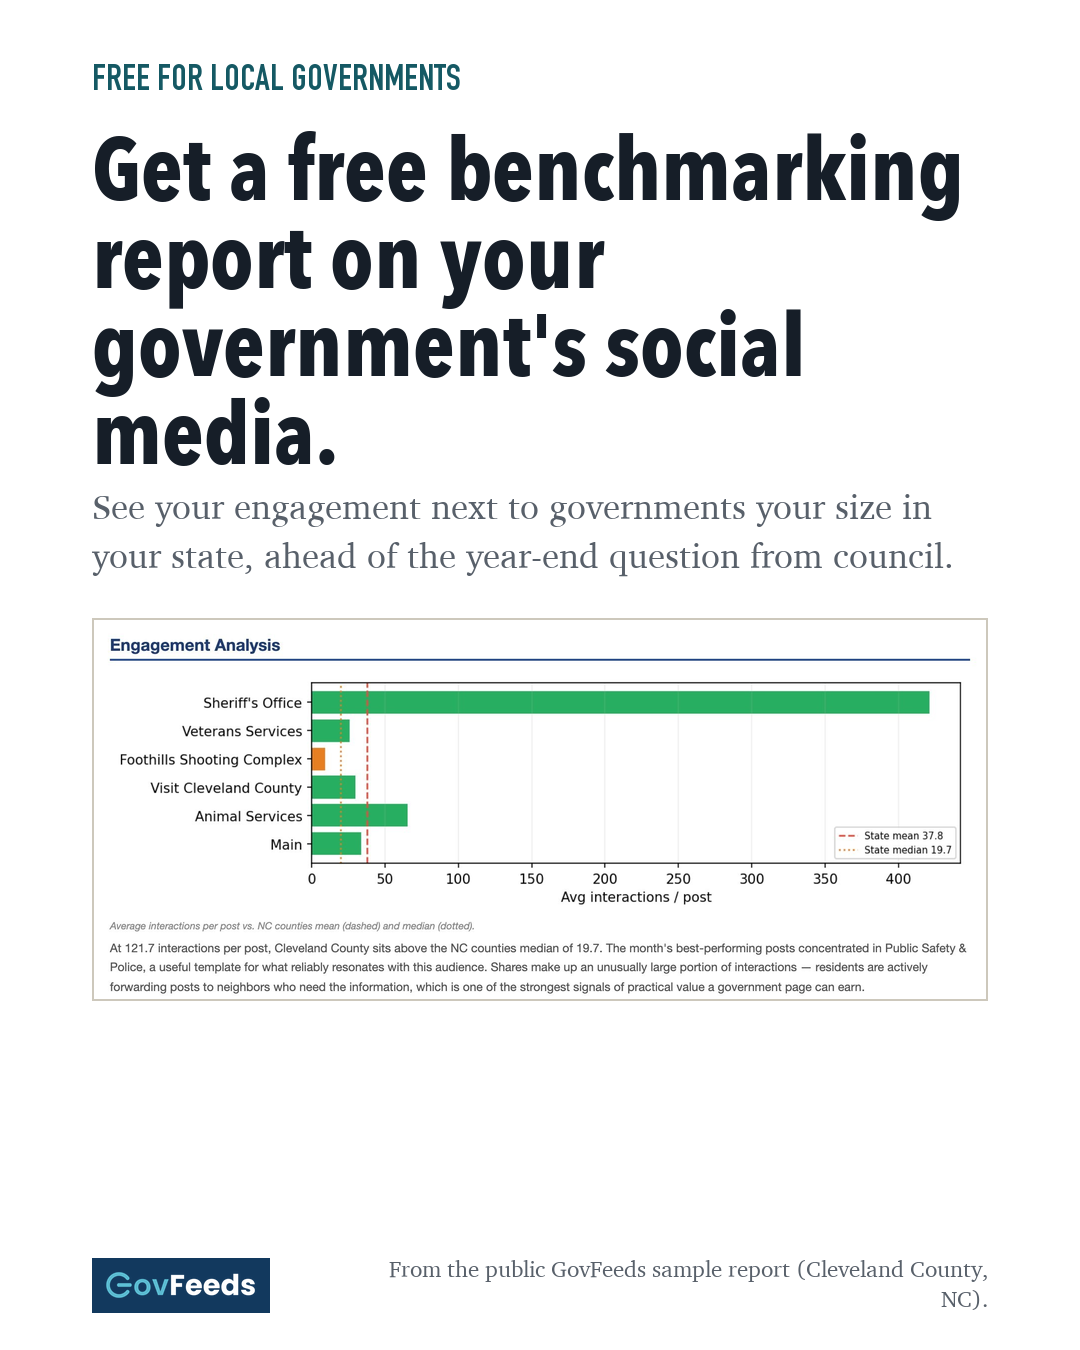 FREE FOR LOCAL GOVERNMENTS
Get a free benchmarking
report on your
government's social
media.
See your engagement next to governments your size in
your state, ahead of the year-end question from council.
Engagement Analysis
Sheriff's Office
Veterans Services
Foothills Shooting Complex
Visit Cleveland County
Animal Services
Main
State mean 37.8
State median 19.7
0 50 100 150 200 250 300 350 400
Avg interactions / post
Average interactions per post vs. NC counties mean (dashed) and median (dotted).
At 121.7 interactions per post, Cleveland County sits above the NC counties median of 19.7. The month's best-performing posts concentrated in Public Safety &
Police, a useful template for what reliably resonates with this audience. Shares make up an unusually large portion of interactions — residents are actively
forwarding posts to neighbors who need the information, which is one of the strongest signals of practical value a government page can earn.
GovFeeds
From the public GovFeeds sample report (Cleveland County,
NC).